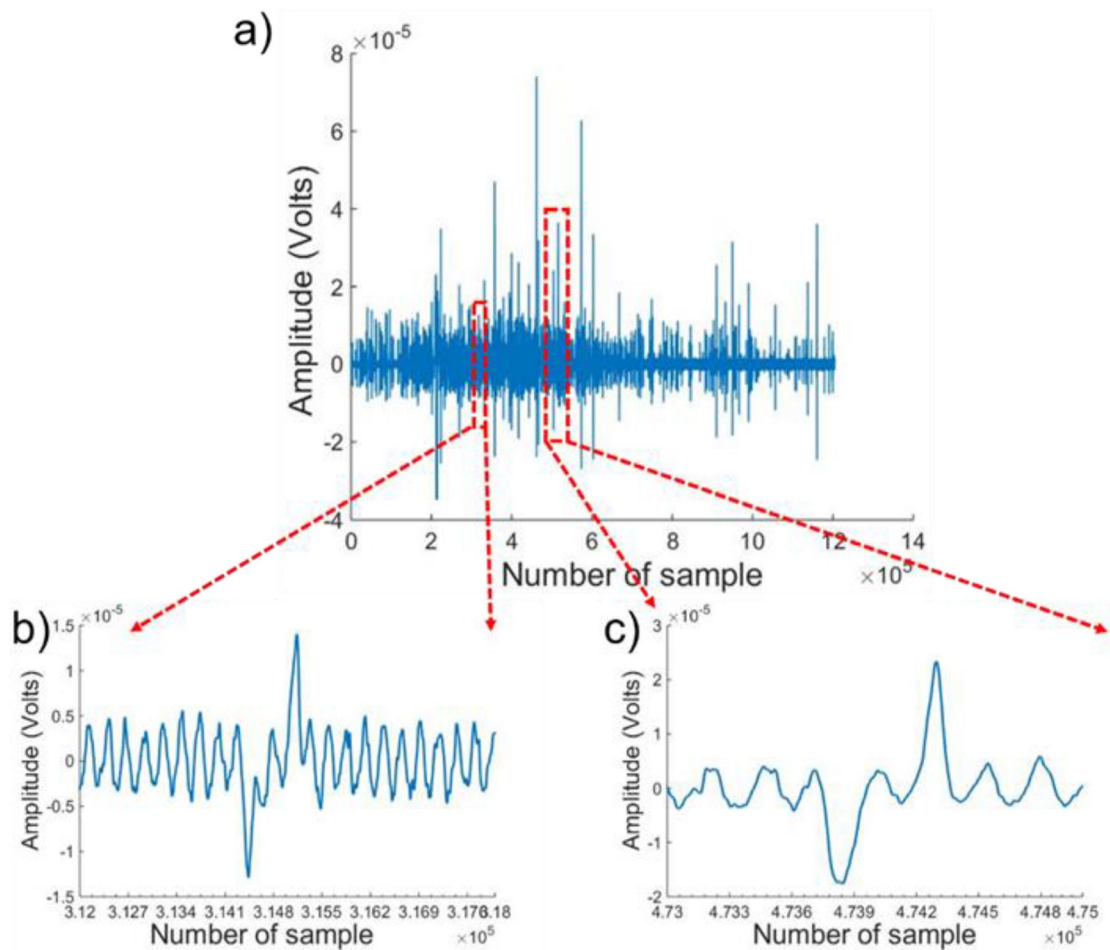 a)
×10⁻⁵
8
6
4
2
0
-2
-4
Amplitude (Volts)
0 2 4 6 8 10 12 14
Number of sample
×10⁵
b)
×10⁻⁵
1.5
1
0.5
0
-0.5
-1
-1.5
Amplitude (Volts)
3.12 3.127 3.134 3.141 3.148 3.155 3.162 3.169 3.176 3.18
Number of sample
×10⁵
c)
×10⁻⁵
3
2
1
0
-1
-2
Amplitude (Volts)
4.73 4.733 4.736 4.739 4.742 4.745 4.748 4.75
Number of sample
×10⁵